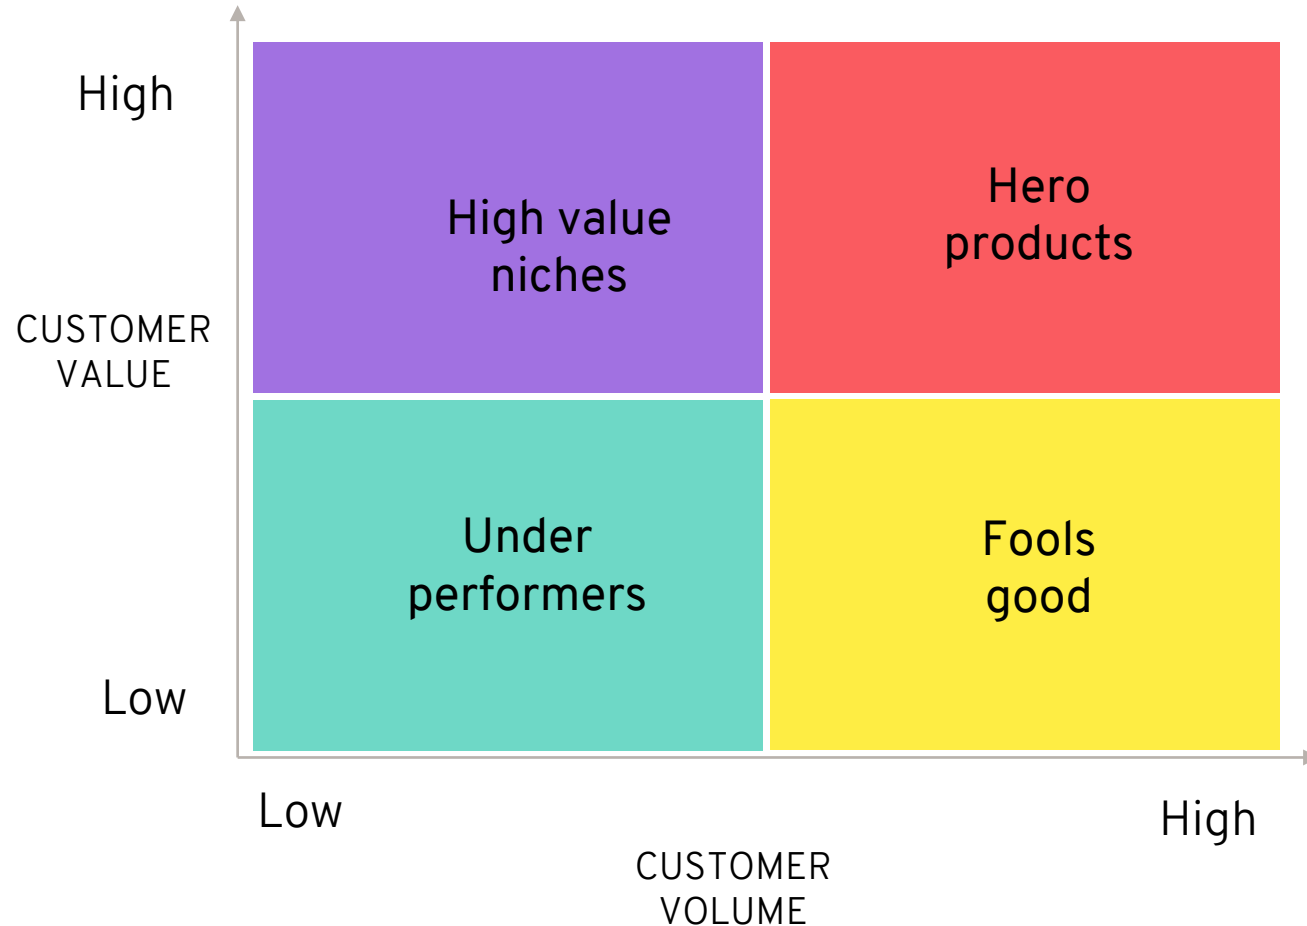 High
High value
niches
Hero
products
CUSTOMER
VALUE
Under
performers
Fools
good
Low
Low
High
CUSTOMER
VOLUME